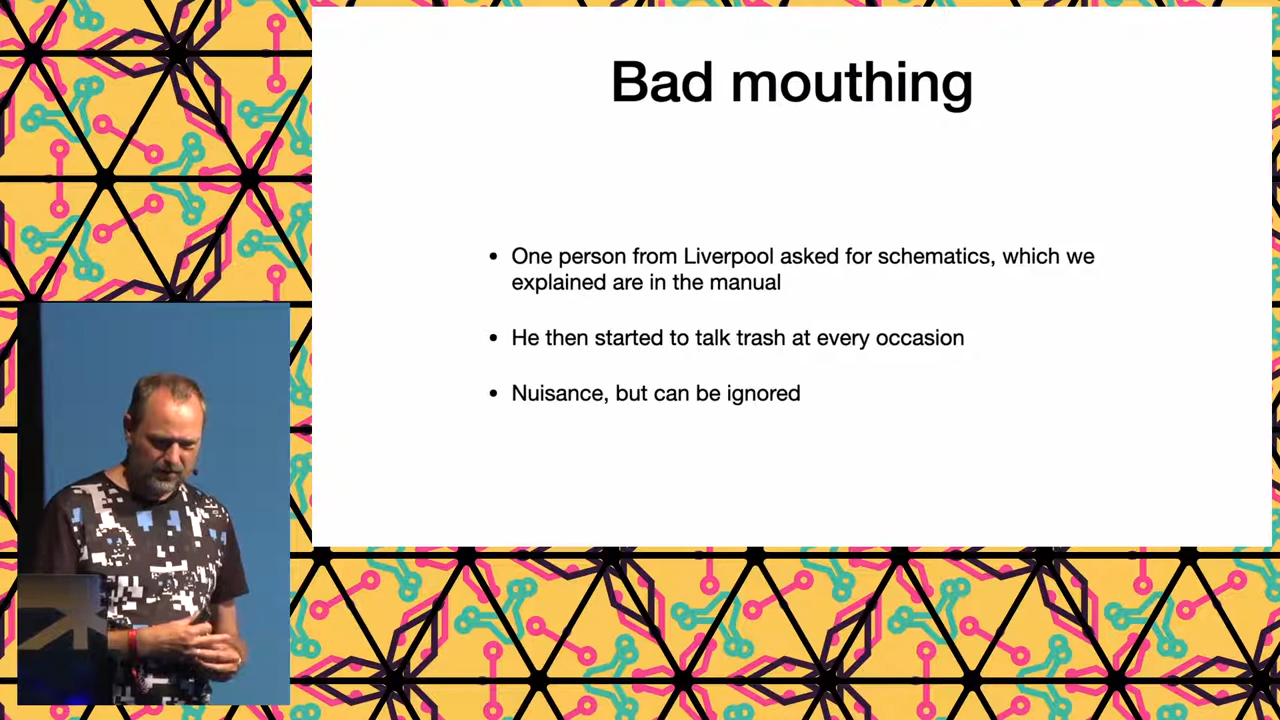 Bad mouthing
• One person from Liverpool asked for schematics, which we
explained are in the manual
• He then started to talk trash at every occasion
• Nuisance, but can be ignored